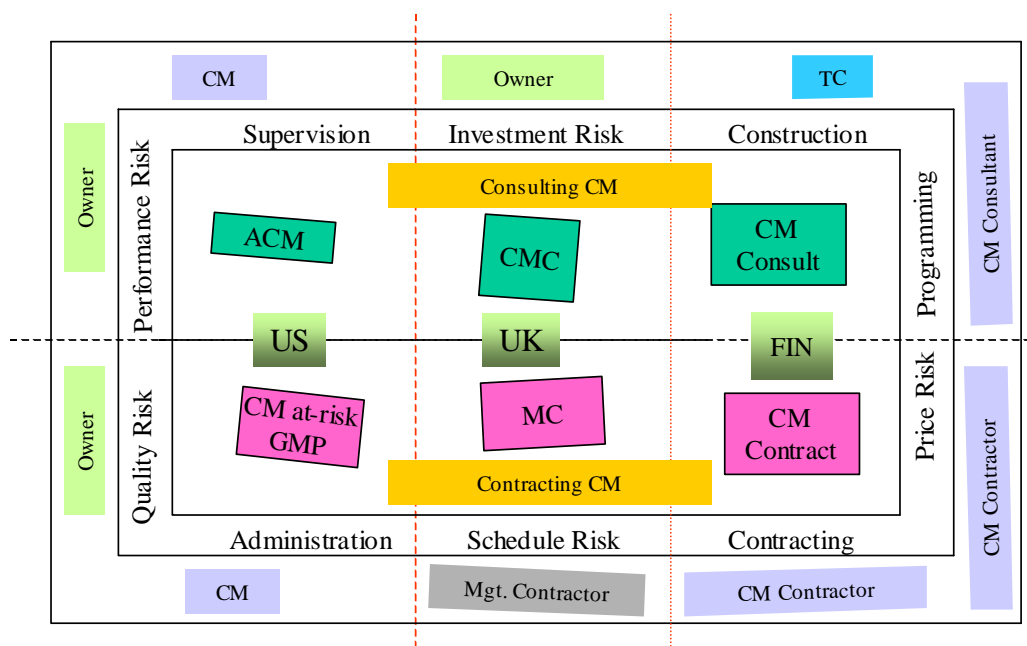 CM
Owner
TC
Supervision
Investment Risk
Construction
Owner
Performance Risk
Consulting CM
Programming
CM Consultant
ACM
CMC
CM
Consult
US
UK
FIN
Owner
Quality Risk
CM at-risk
GMP
MC
CM
Contract
Price Risk
CM Contractor
Contracting CM
Administration
Schedule Risk
Contracting
CM
Mgt. Contractor
CM Contractor